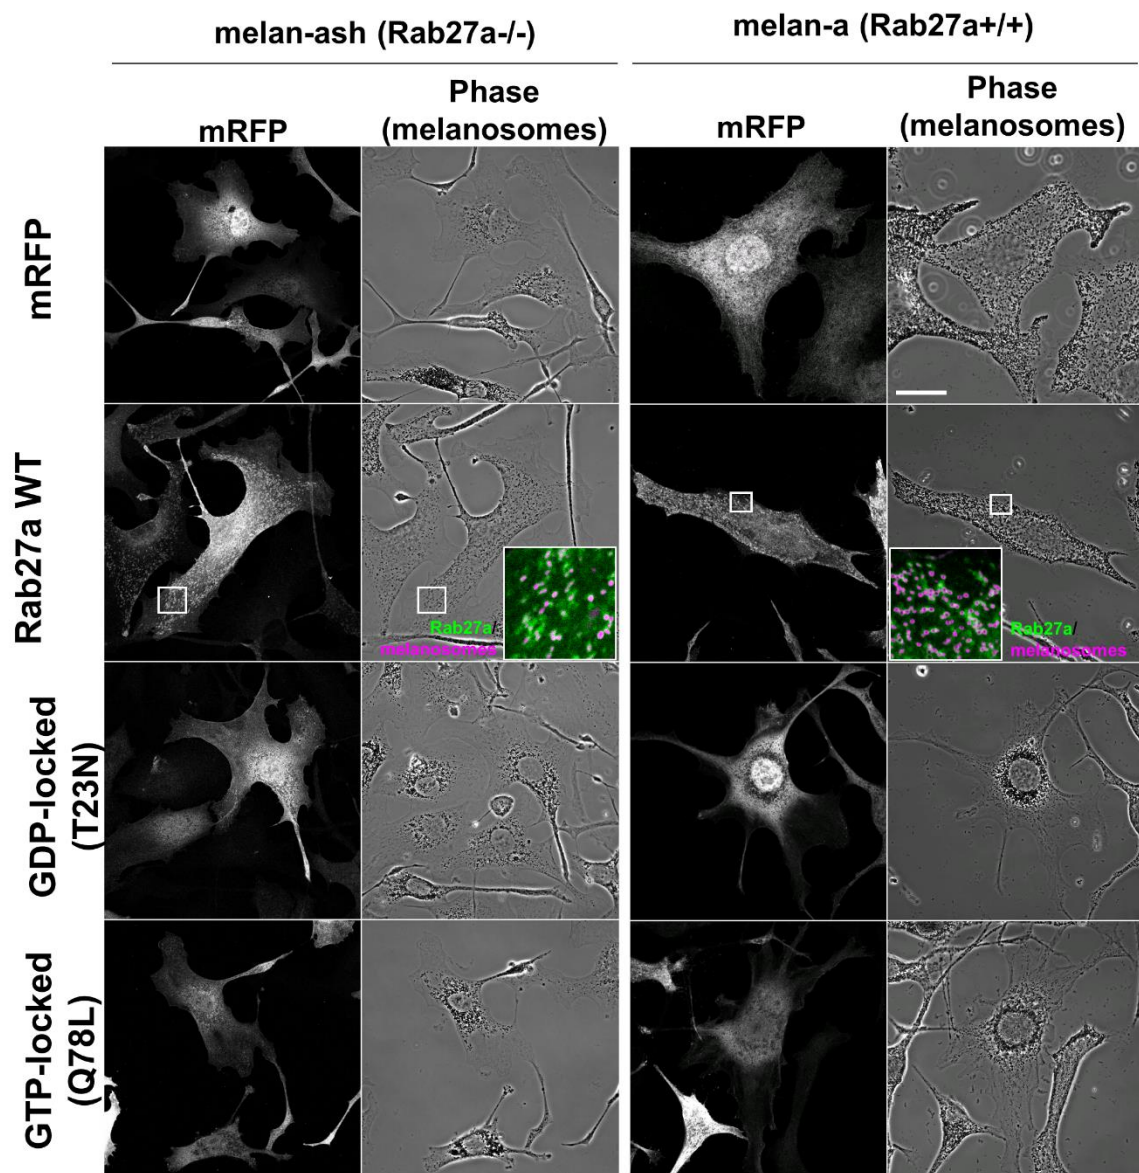 melan-ash (Rab27a-/-)
melan-a (Rab27a+/+)
mRFP
Phase
(melanosomes)
mRFP
Phase
(melanosomes)
mRFP
Rab27a WT
Rab27a/
melanosomes
Rab27a/
melanosomes
GDP-locked
(T23N)
GTP-locked
(Q78L)